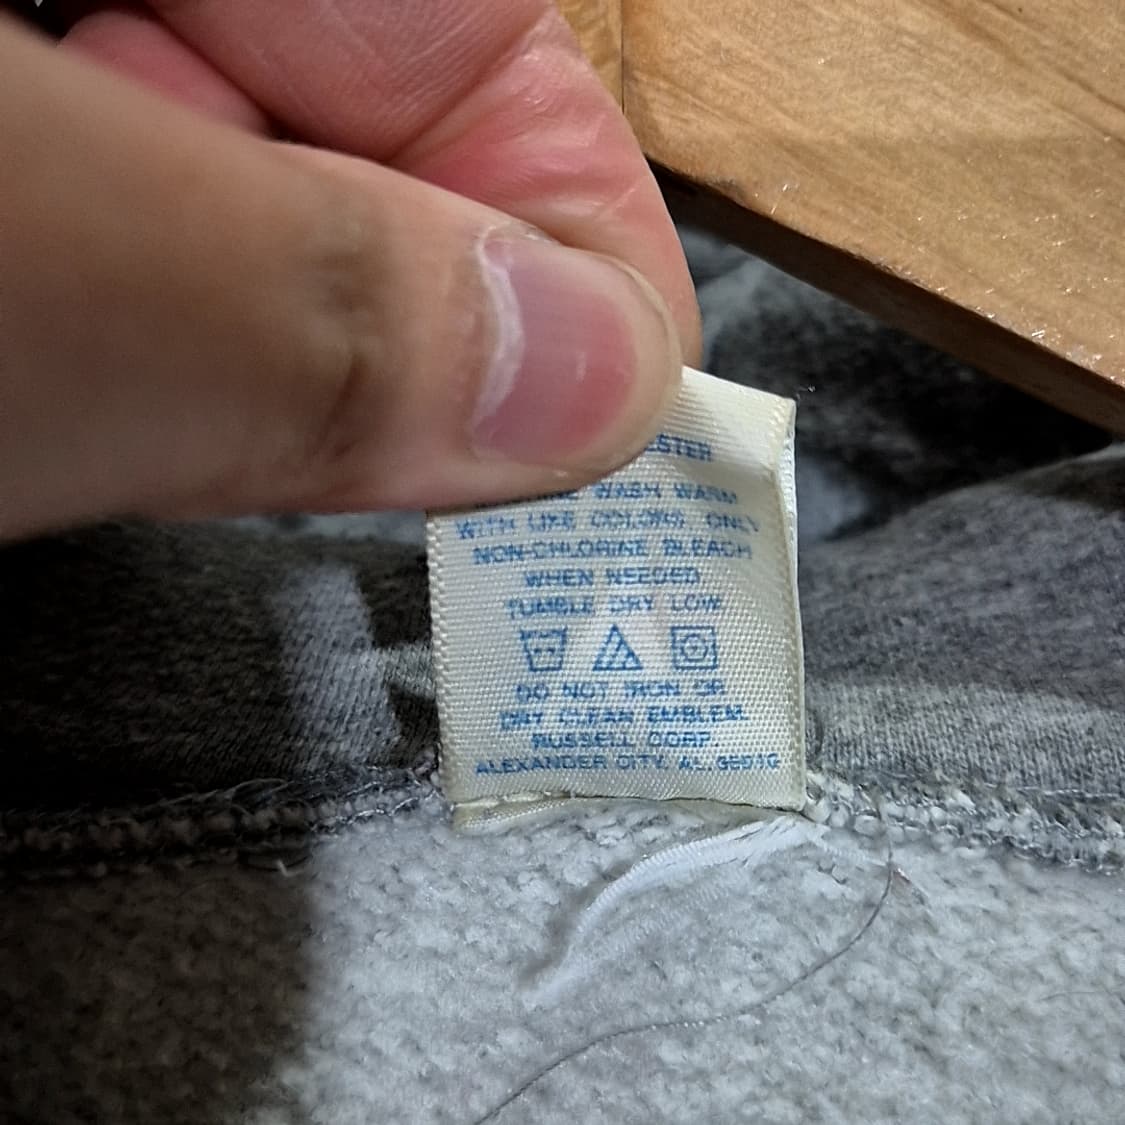 WASH WARM
WITH LIKE COLORS ONLY
NON-CHLORINE BLEACH
WHEN NEEDED
TUMBLE DRY LOW
DO NOT IRON OR
DRY CLEAN EMBLEM.
RUSSELL CORP.
ALEXANDER CITY, AL.